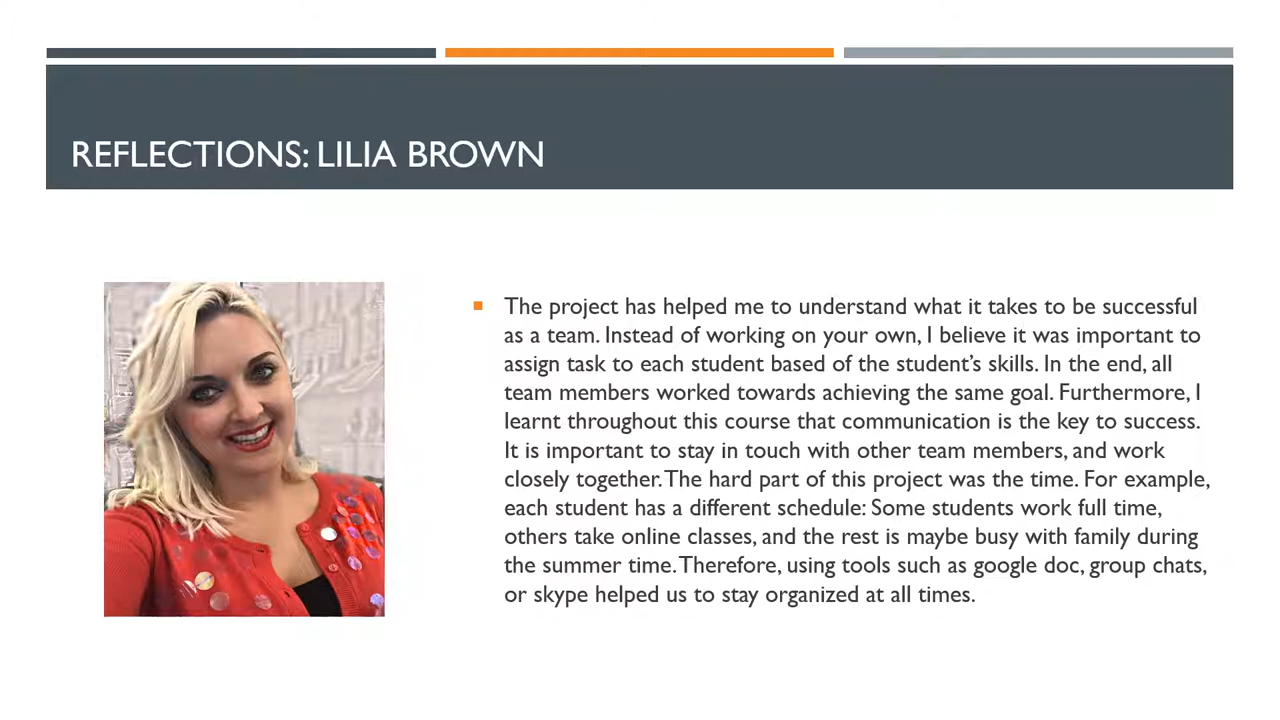 REFLECTIONS: LILIA BROWN
The project has helped me to understand what it takes to be successful
as a team. Instead of working on your own, I believe it was important to
assign task to each student based of the student’s skills. In the end, all
team members worked towards achieving the same goal. Furthermore, I
learnt throughout this course that communication is the key to success.
It is important to stay in touch with other team members, and work
closely together. The hard part of this project was the time. For example,
each student has a different schedule: Some students work full time,
others take online classes, and the rest is maybe busy with family during
the summer time. Therefore, using tools such as google doc, group chats,
or skype helped us to stay organized at all times.